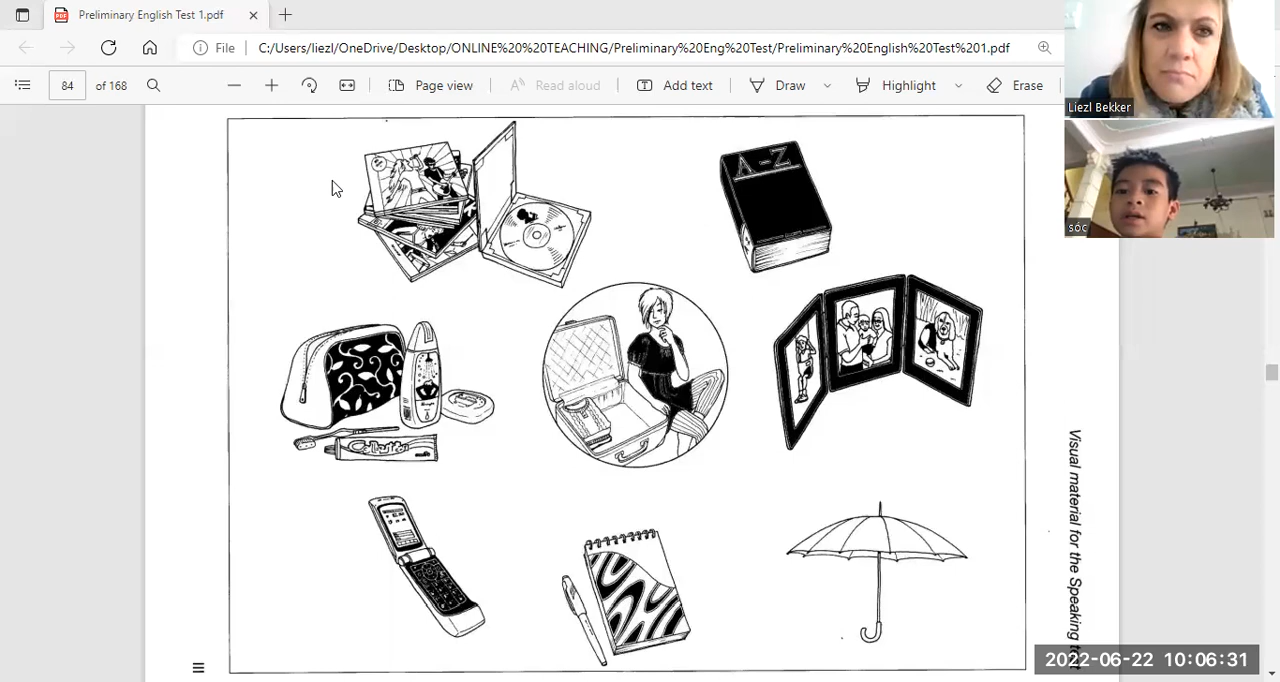 Preliminary English Test 1.pdf
File
C:/Users/liezl/OneDrive/Desktop/ONLINE%20%20TEACHING/Preliminary%20Eng%20Test/Preliminary%20English%20Test%201.pdf
84 of 168
Page view
Read aloud
Add text
Draw
Highlight
Erase
Liezl Bekker
sóc
A-Z
Visual material for the Speaking
2022-06-22 10:06:31